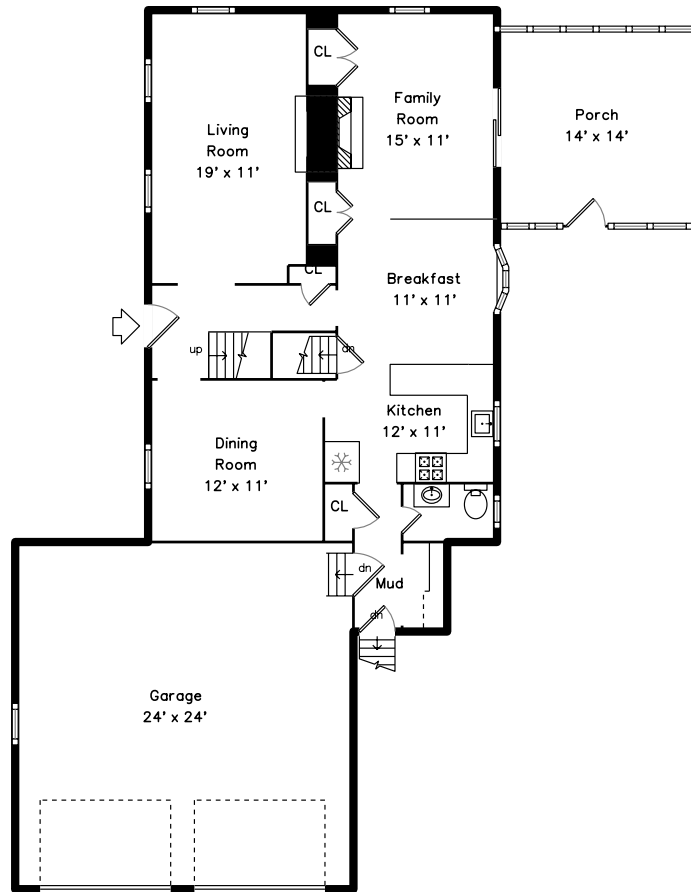 CL
Family
Room
15' x 11'
Porch
14' x 14'
Living
Room
19' x 11'
CL
CL
Breakfast
11' x 11'
up
dn
Kitchen
12' x 11'
Dining
Room
12' x 11'
CL
dn
Mud
dn
Garage
24' x 24'